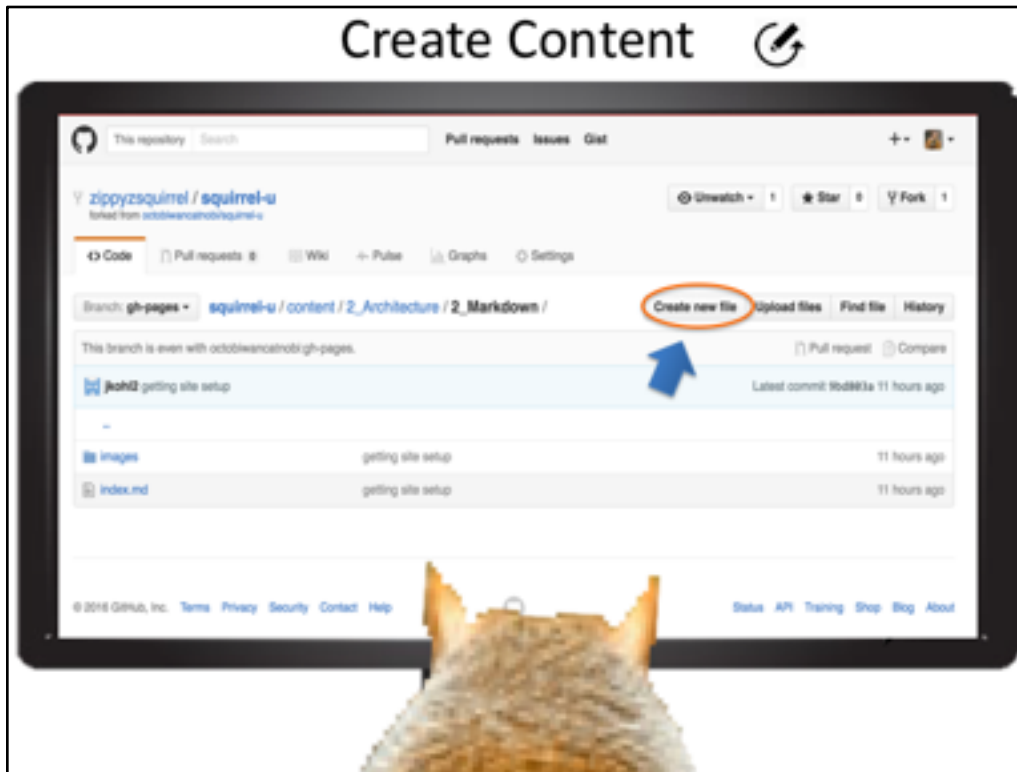 Create Content
This repository Search Pull requests Issues Gist
zippyzsquirrel / squirrel-u
forked from octobiwancatnobi/squirrel-u
Unwatch 1 Star 0 Fork 1
Code Pull requests 0 Wiki Pulse Graphs Settings
Branch: gh-pages squirrel-u / content / 2_Architecture / 2_Markdown /
Create new file Upload files Find file History
This branch is even with octobiwancatnobi:gh-pages. Pull request Compare
jkohl2 getting site setup Latest commit 11 hours ago
..
images getting site setup 11 hours ago
index.md getting site setup 11 hours ago
© 2016 GitHub, Inc. Terms Privacy Security Contact Help Status API Training Shop Blog About